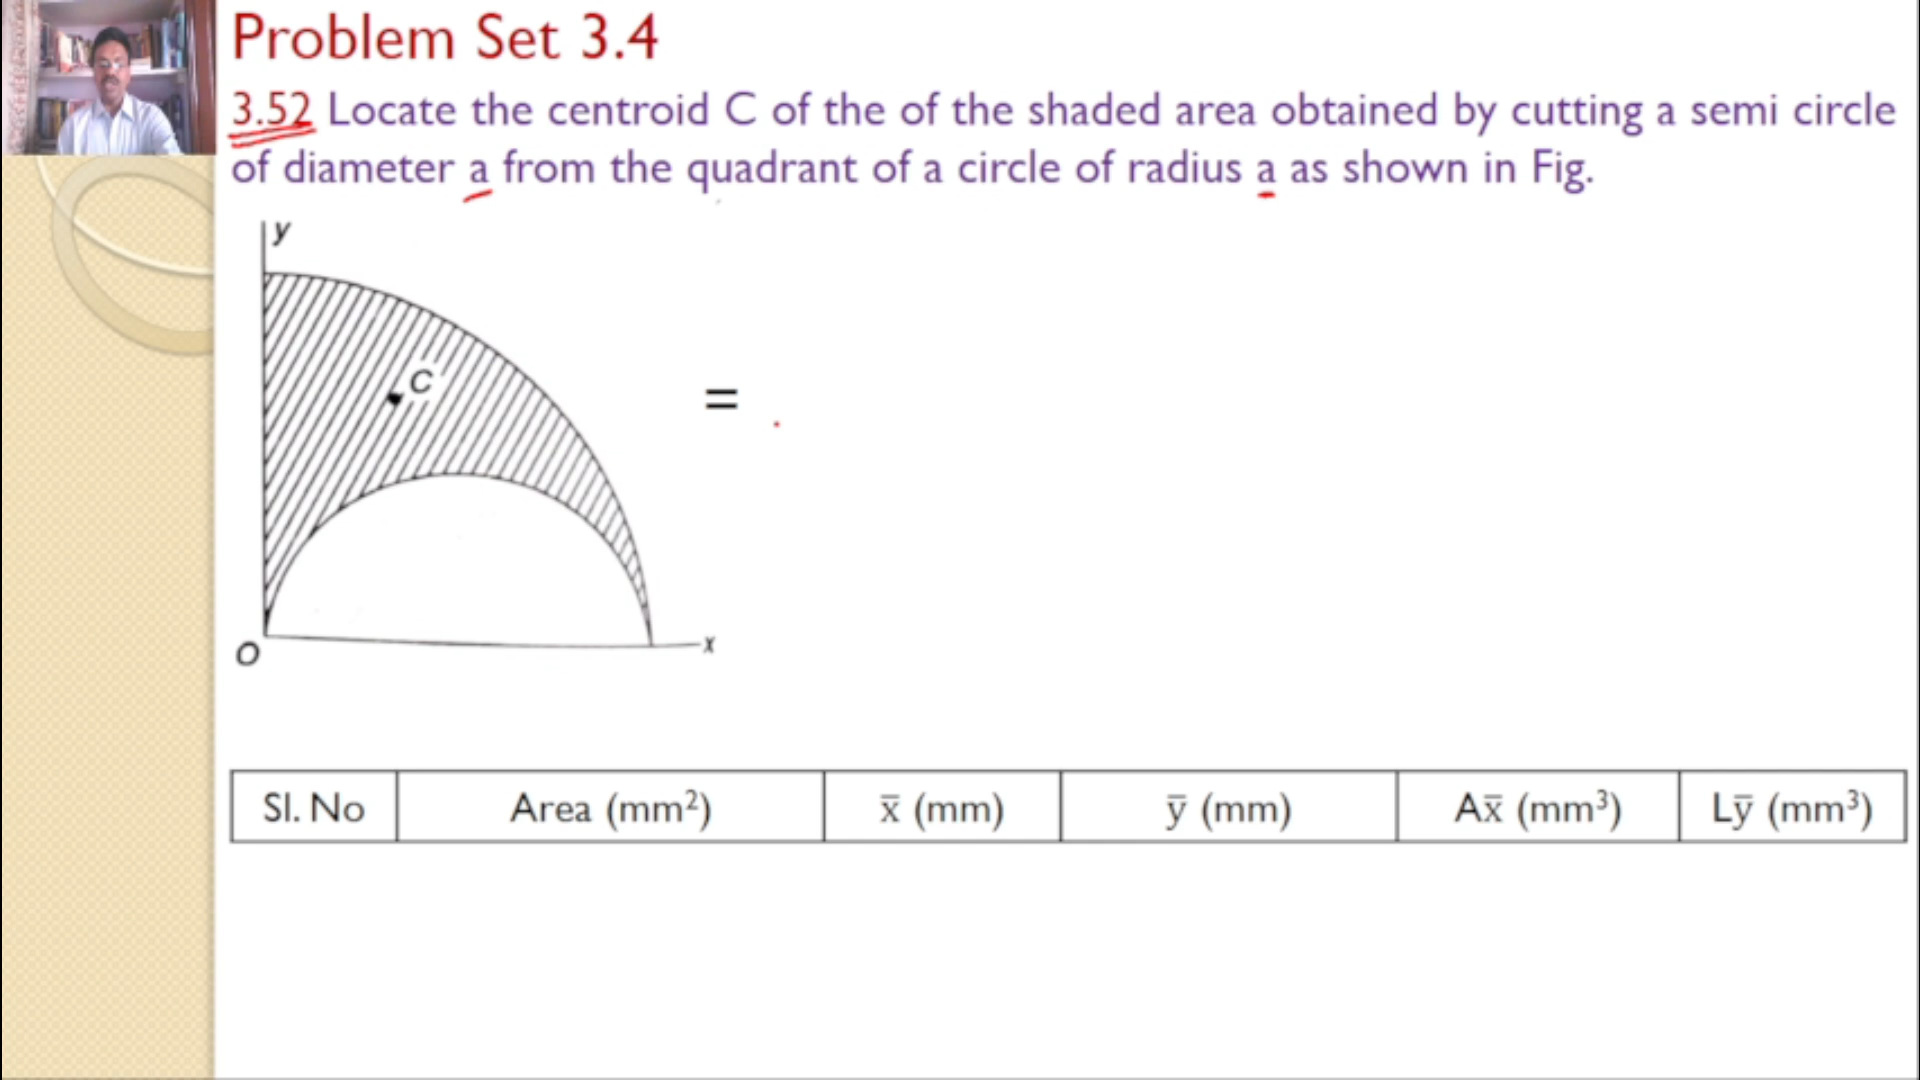 Problem Set 3.4
3.52 Locate the centroid C of the of the shaded area obtained by cutting a semi circle
of diameter a from the quadrant of a circle of radius a as shown in Fig.
y
C
=
O
x
Sl. No Area (mm²) x̅ (mm) y̅ (mm) Ax̅ (mm³) Ly̅ (mm³)